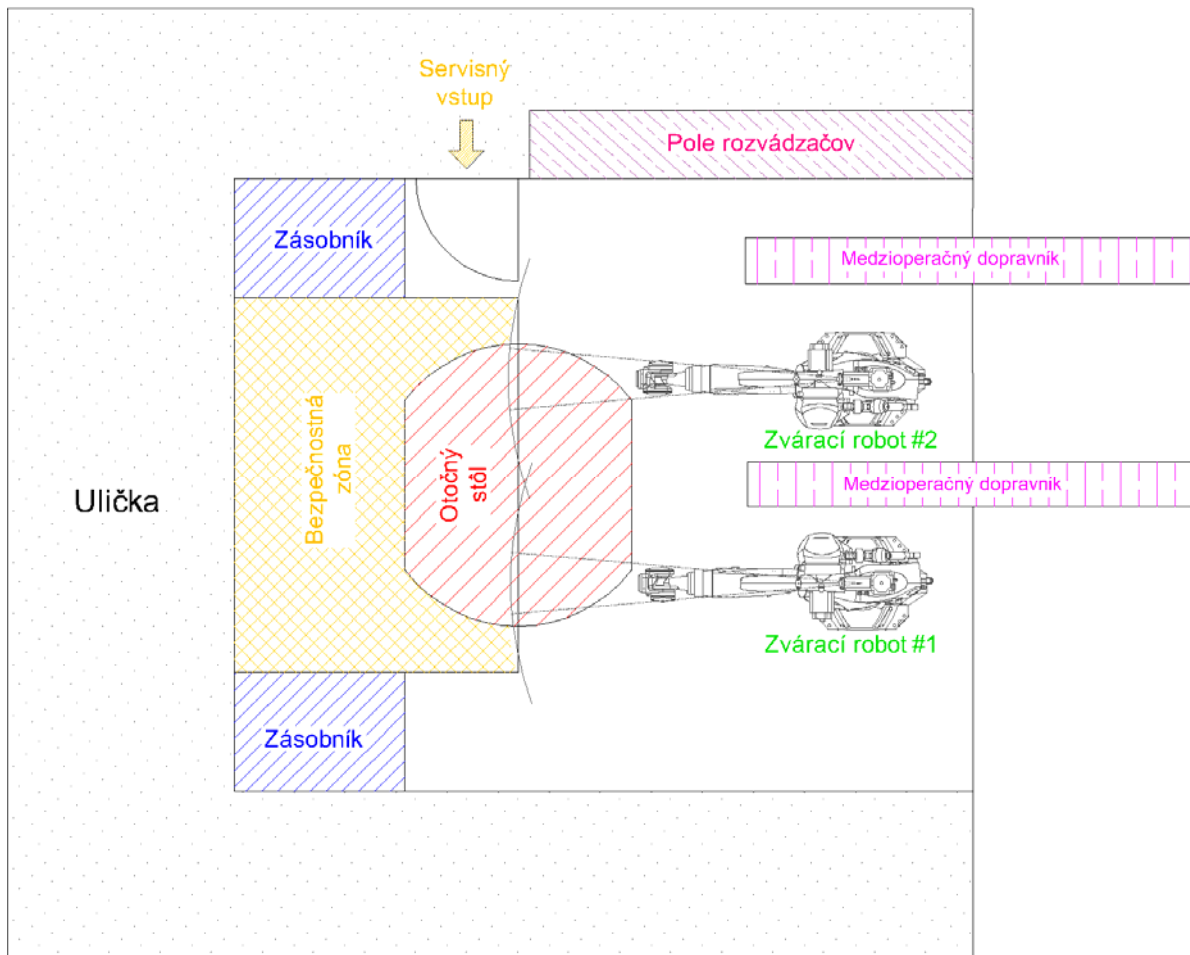 Servisný
vstup
Pole rozvádzačov
Zásobník
Medzioperačný dopravník
Zvárací robot #2
Bezpečnostná
zóna
Otočný
stôl
Ulička
Medzioperačný dopravník
Zvárací robot #1
Zásobník